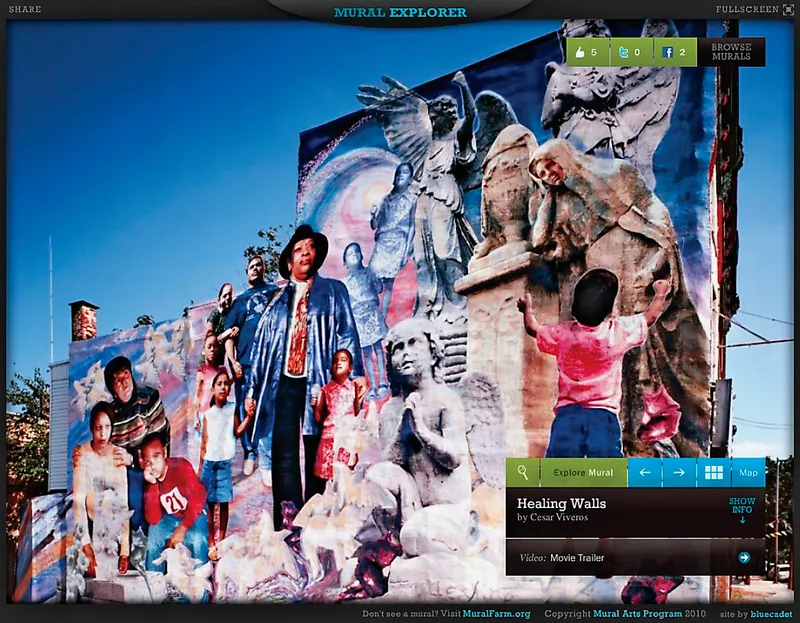 SHARE
MURAL EXPLORER
FULLSCREEN
5
0
2
BROWSE
MURALS
21
Explore Mural
Map
Healing Walls
by Cesar Viveros
SHOW
INFO
Video: Movie Trailer
Don't see a mural? Visit MuralFarm.org
Copyright Mural Arts Program 2010
site by bluecadet